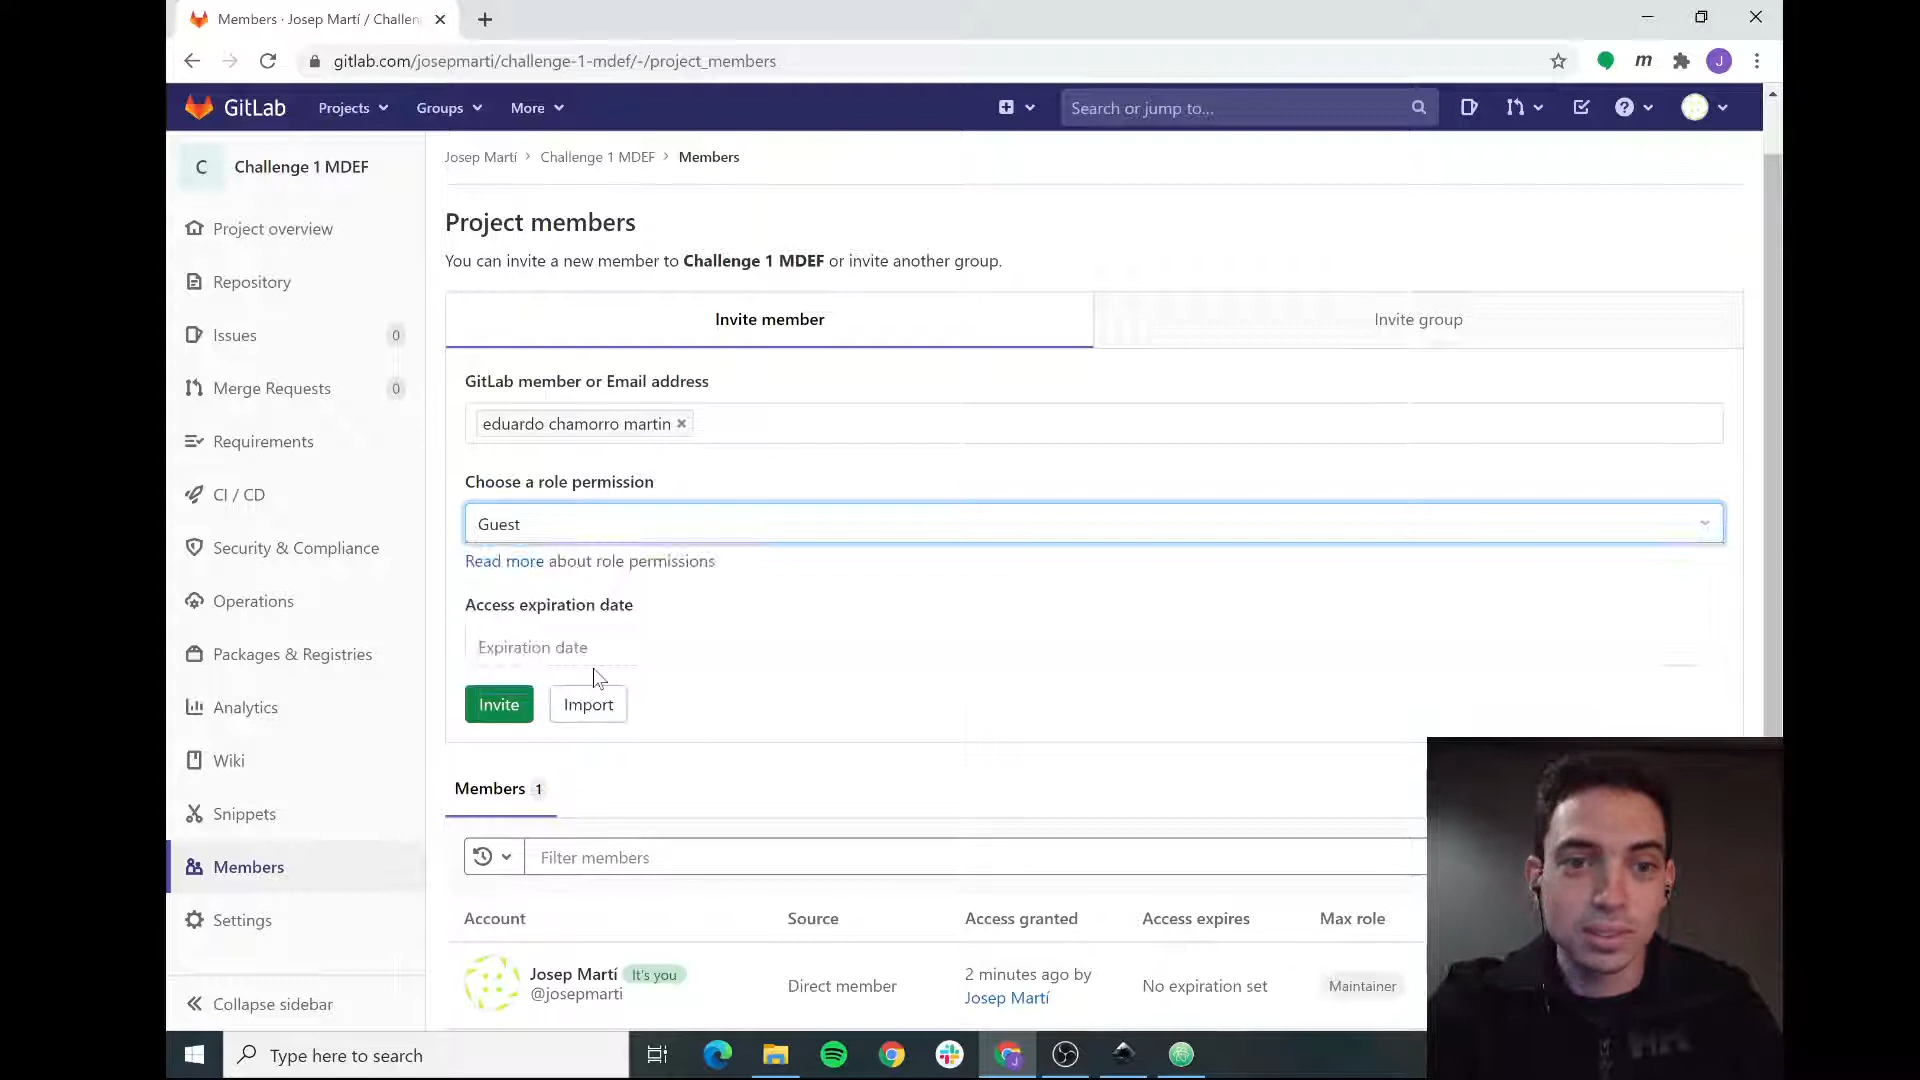 Members · Josep Martí / Challen
gitlab.com/josepmarti/challenge-1-mdef/-/project_members
m
J
GitLab
Projects
Groups
More
Search or jump to...
C
Challenge 1 MDEF
Project overview
Repository
Issues
0
Merge Requests
0
Requirements
CI / CD
Security & Compliance
Operations
Packages & Registries
Analytics
Wiki
Snippets
Members
Settings
Collapse sidebar
Josep Martí > Challenge 1 MDEF > Members
Project members
You can invite a new member to Challenge 1 MDEF or invite another group.
Invite member
Invite group
GitLab member or Email address
eduardo chamorro martin
Choose a role permission
Guest
Read more about role permissions
Access expiration date
Expiration date
Invite
Import
Members 1
Filter members
Account
Source
Access granted
Access expires
Max role
Josep Martí It's you
@josepmarti
Direct member
2 minutes ago by
Josep Martí
No expiration set
Maintainer
Type here to search